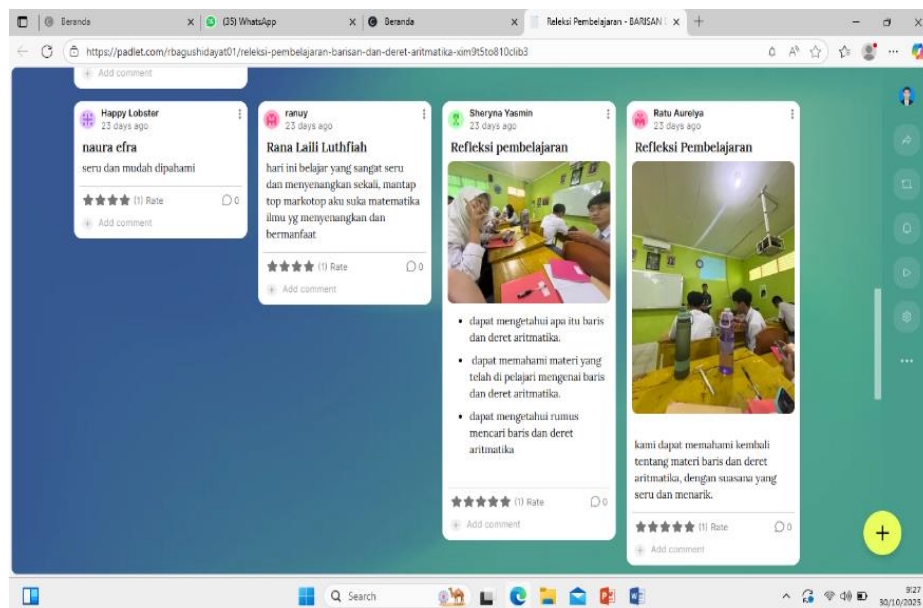 Beranda
(35) WhatsApp
Beranda
Releksi Pembelajaran - BARISAN
https://padlet.com/rbagushidayat01/releksi-pembelajaran-barisan-dan-deret-aritmatika-xim9t5to810clib3
Add comment
Happy Lobster
23 days ago
naura efra
seru dan mudah dipahami
(1) Rate
0
Add comment
ranuy
23 days ago
Rana Laili Luthfiah
hari ini belajar yang sangat seru
dan menyenangkan sekali, mantap
top markotop aku suka matematika
ilmu yg menyenangkan dan
bermanfaat
(1) Rate
0
Add comment
Sheryna Yasmin
23 days ago
Refleksi pembelajaran
• dapat mengetahui apa itu baris
dan deret aritmatika.
• dapat memahami materi yang
telah di pelajari mengenai baris
dan deret aritmatika.
• dapat mengetahui rumus
mencari baris dan deret
aritmatika
(1) Rate
0
Add comment
Ratu Aurelya
23 days ago
Refleksi Pembelajaran
kami dapat memahami kembali
tentang materi baris dan deret
aritmatika, dengan suasana yang
seru dan menarik.
(1) Rate
0
Add comment
Search
9:27
30/10/2025